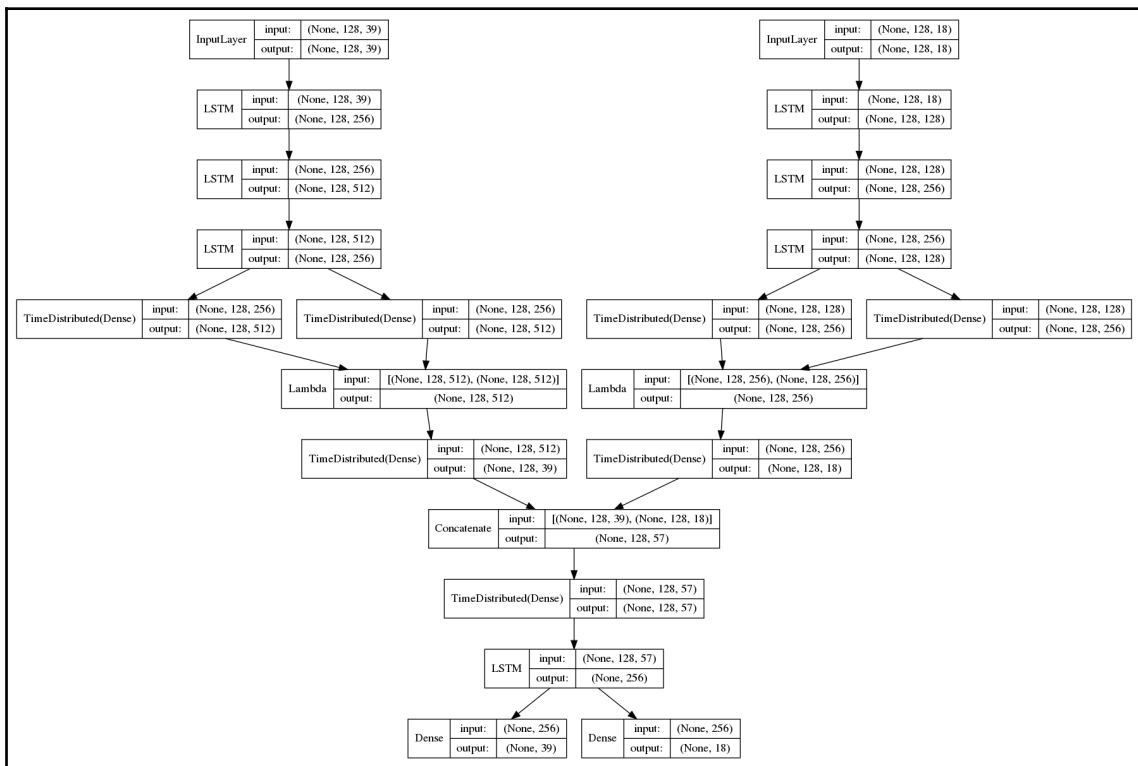 InputLayer input: (None, 128, 39)
output: (None, 128, 39)
InputLayer input: (None, 128, 18)
output: (None, 128, 18)
LSTM input: (None, 128, 39)
output: (None, 128, 256)
LSTM input: (None, 128, 18)
output: (None, 128, 128)
LSTM input: (None, 128, 256)
output: (None, 128, 512)
LSTM input: (None, 128, 128)
output: (None, 128, 256)
LSTM input: (None, 128, 512)
output: (None, 128, 256)
LSTM input: (None, 128, 256)
output: (None, 128, 128)
TimeDistributed(Dense) input: (None, 128, 256)
output: (None, 128, 512)
TimeDistributed(Dense) input: (None, 128, 256)
output: (None, 128, 512)
TimeDistributed(Dense) input: (None, 128, 128)
output: (None, 128, 256)
TimeDistributed(Dense) input: (None, 128, 128)
output: (None, 128, 256)
Lambda input: [(None, 128, 512), (None, 128, 512)]
output: (None, 128, 512)
Lambda input: [(None, 128, 256), (None, 128, 256)]
output: (None, 128, 256)
TimeDistributed(Dense) input: (None, 128, 512)
output: (None, 128, 39)
TimeDistributed(Dense) input: (None, 128, 256)
output: (None, 128, 18)
Concatenate input: [(None, 128, 39), (None, 128, 18)]
output: (None, 128, 57)
TimeDistributed(Dense) input: (None, 128, 57)
output: (None, 128, 57)
LSTM input: (None, 128, 57)
output: (None, 256)
Dense input: (None, 256)
output: (None, 39)
Dense input: (None, 256)
output: (None, 18)